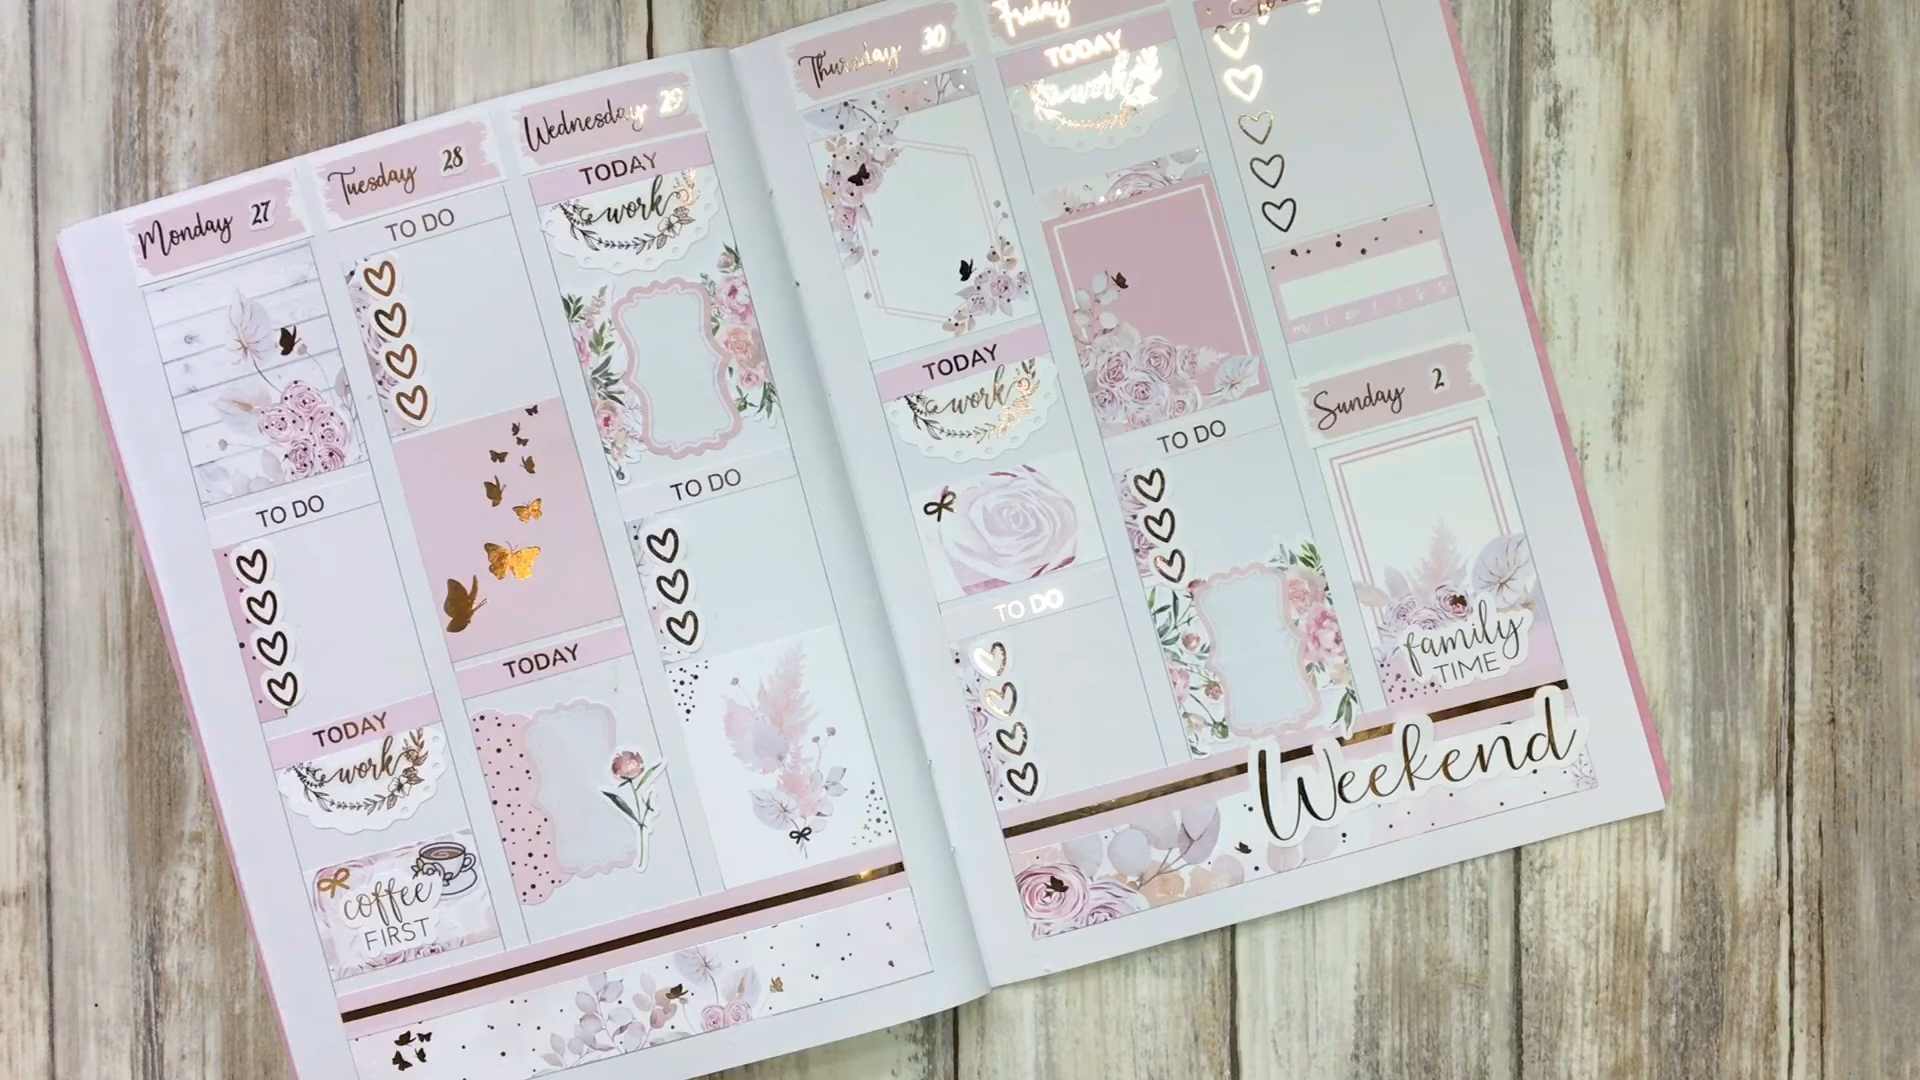 Monday 27
TO DO
TODAY
work
coffee
FIRST
Tuesday 28
TO DO
TODAY
Wednesday 29
TODAY
work
TO DO
Thursday 30
TODAY
work
TO DO
Friday
TODAY
work
TO DO
Sunday 2
family
TIME
Weekend